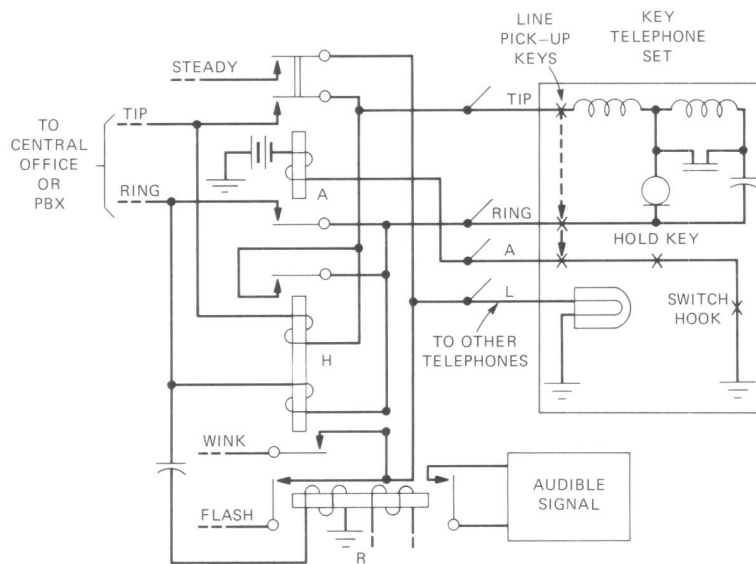 LINE
PICK-UP
KEYS
KEY
TELEPHONE
SET
STEADY
TIP
TO
CENTRAL
OFFICE
OR
PBX
RING
A
TIP
RING
HOLD KEY
A
L
SWITCH
HOOK
TO OTHER
TELEPHONES
H
WINK
FLASH
R
AUDIBLE
SIGNAL